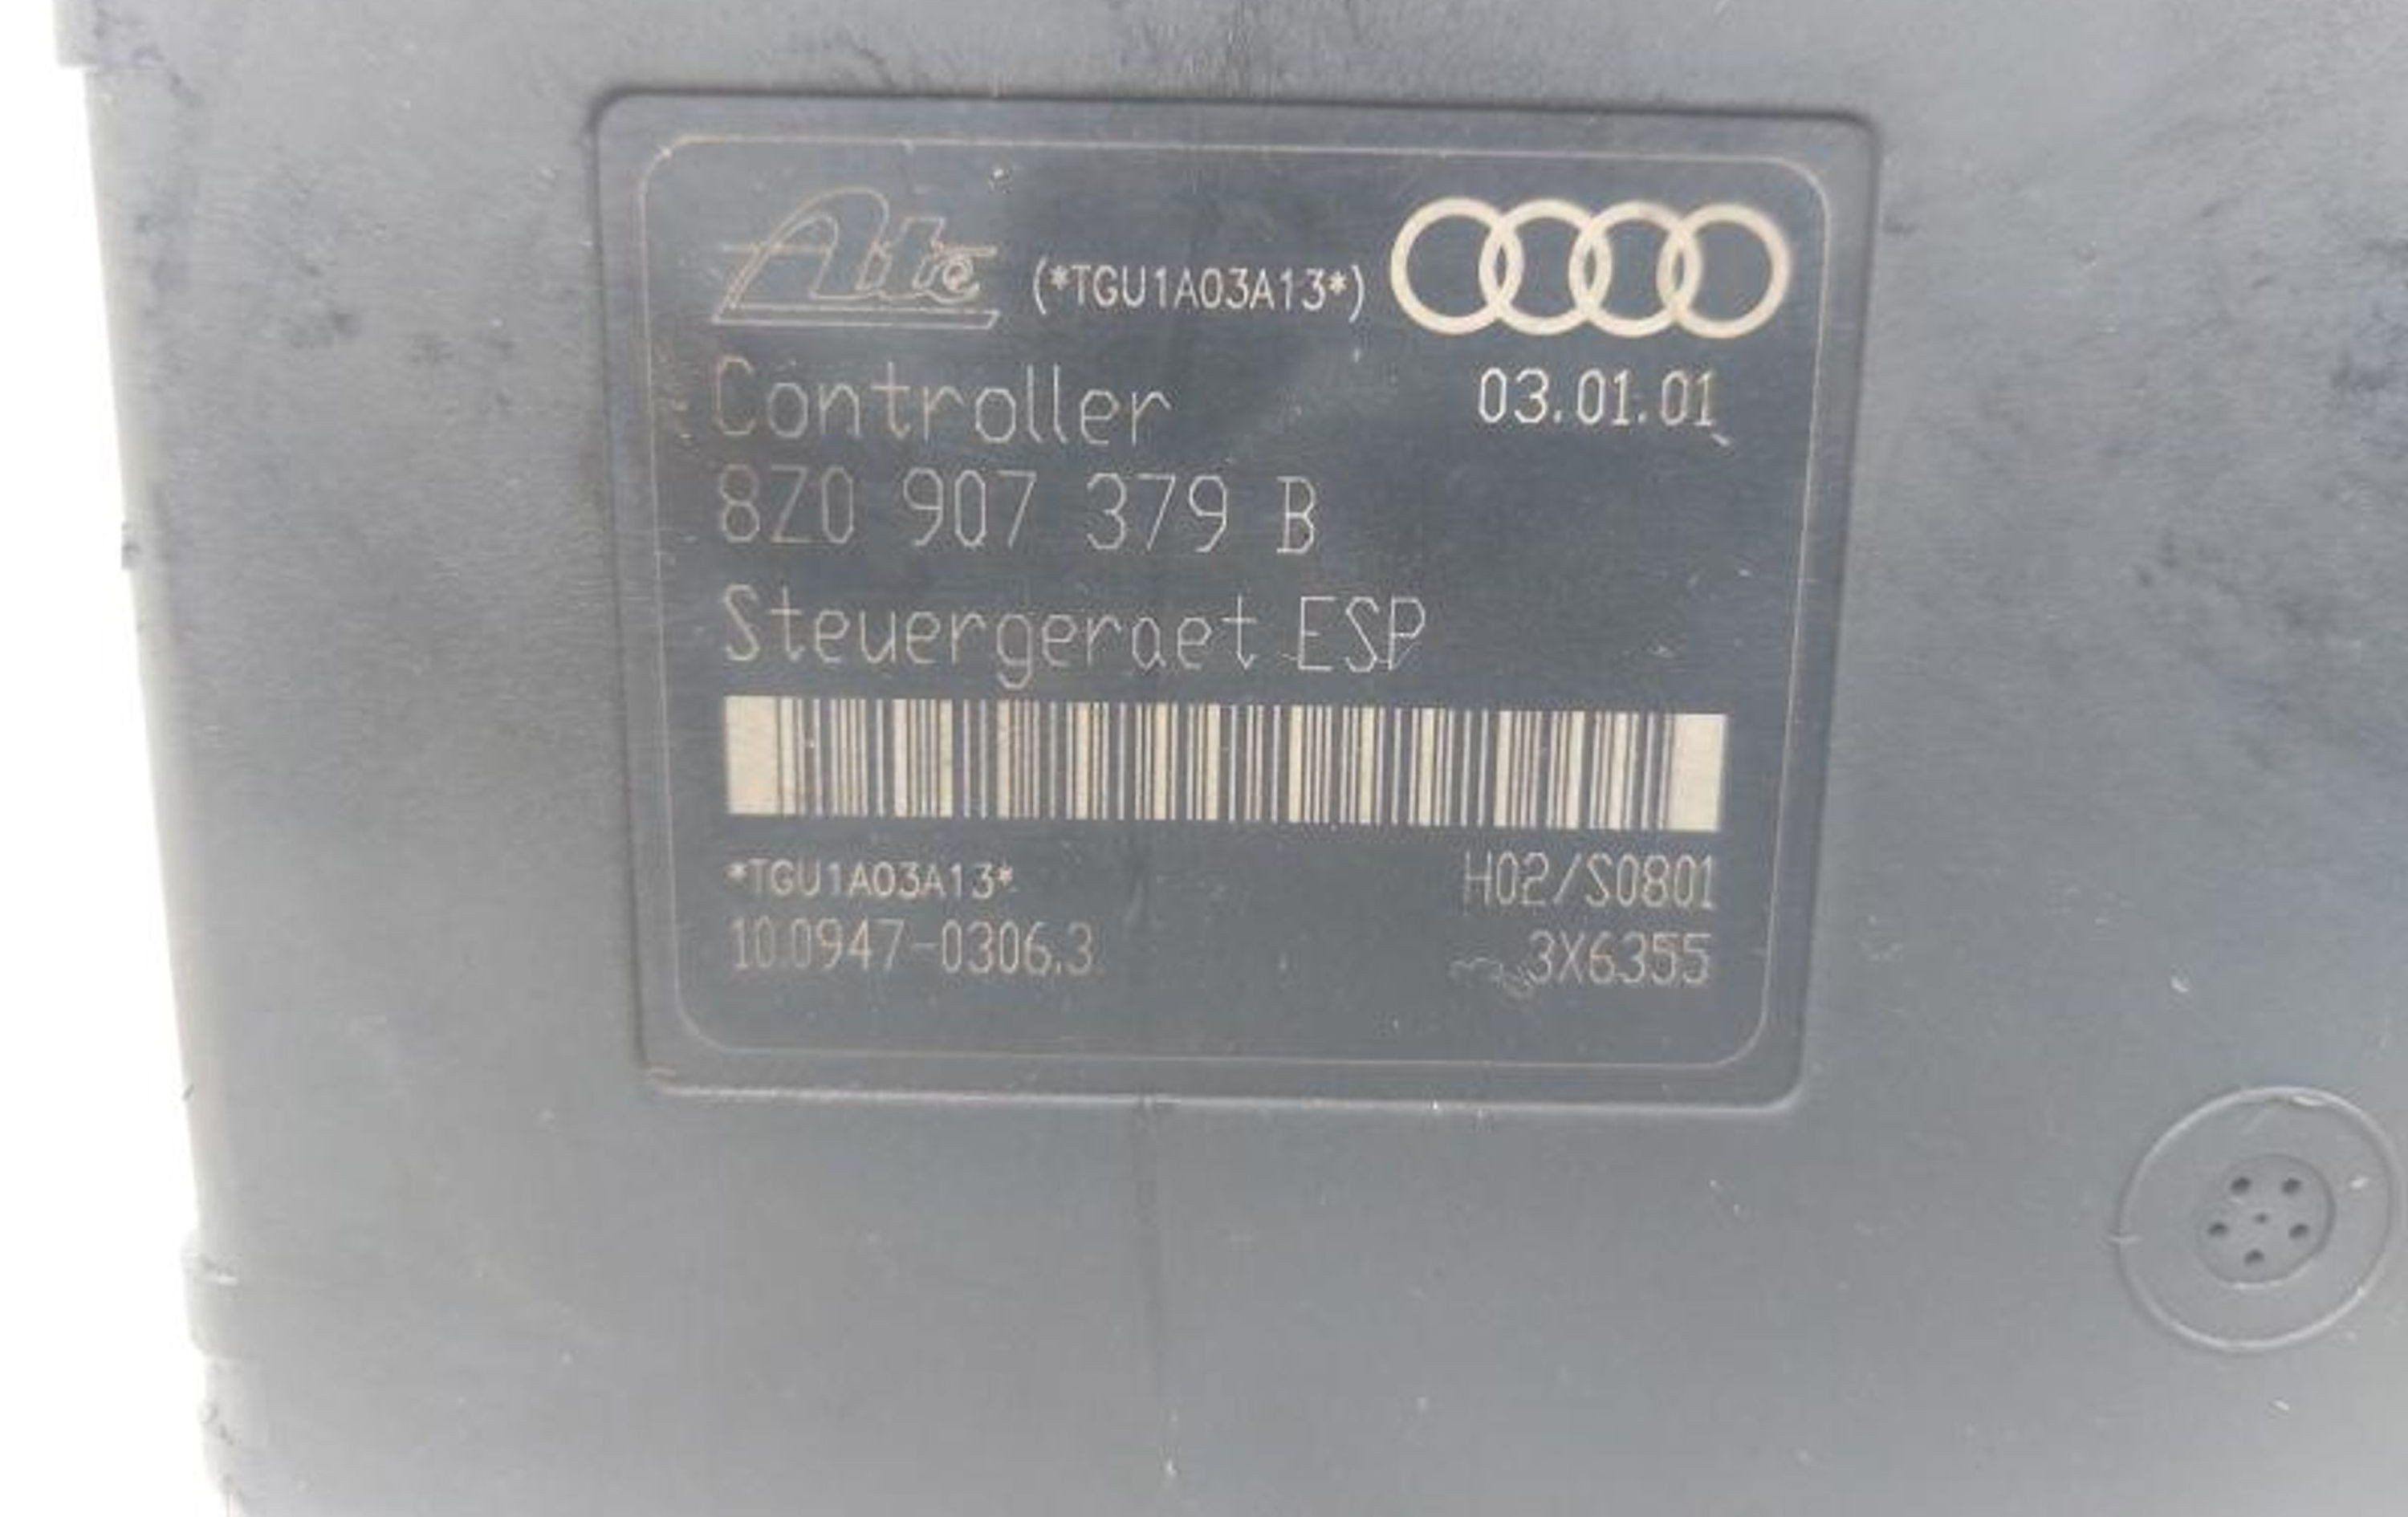 Ate (*TGU1A03A13*)
Controller 03.01.01
8Z0 907 379 B
Steuergeraet ESP
*TGU1A03A13* H02/S0801
10.0947-0306.3 3X6355